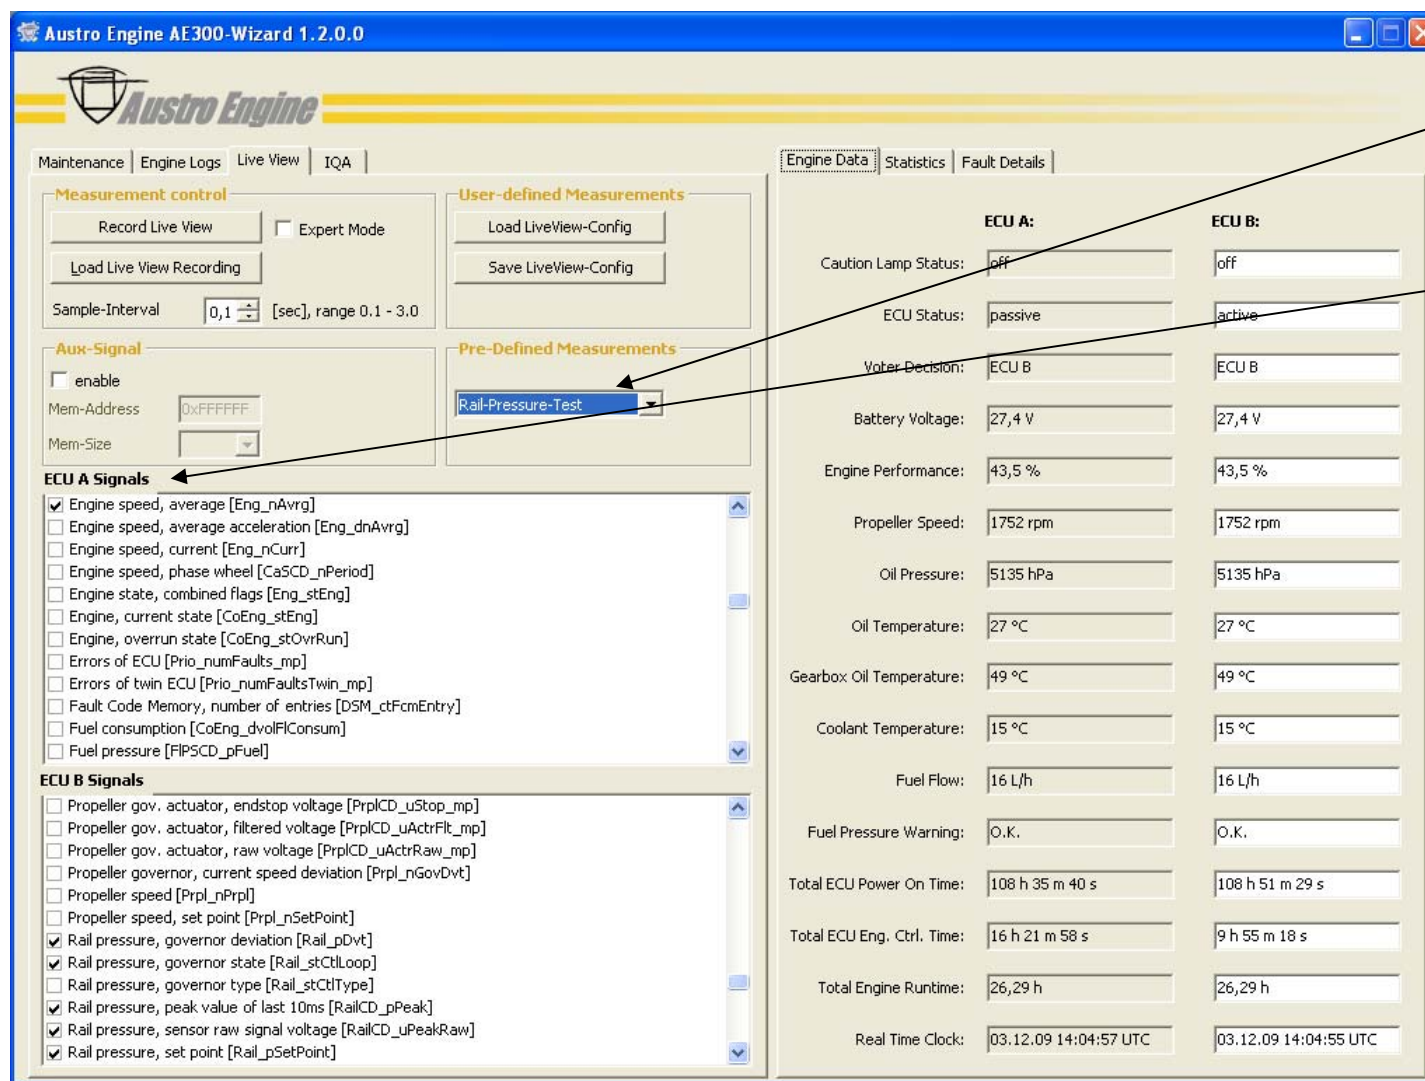 Austro Engine AE300-Wizard 1.2.0.0
Austro Engine
Maintenance Engine Logs Live View IQA
Measurement control
Record Live View Expert Mode
Load Live View Recording
Sample-Interval 0,1 [sec], range 0.1 - 3.0
User-defined Measurements
Load LiveView-Config
Save LiveView-Config
Aux-Signal
enable
Mem-Address 0xFFFFFF
Mem-Size
Pre-Defined Measurements
Rail-Pressure-Test
ECU A Signals
Engine speed, average [Eng_nAvrg]
Engine speed, average acceleration [Eng_dnAvrg]
Engine speed, current [Eng_nCurr]
Engine speed, phase wheel [CaSCD_nPeriod]
Engine state, combined flags [Eng_stEng]
Engine, current state [CoEng_stEng]
Engine, overrun state [CoEng_stOvrRun]
Errors of ECU [Prio_numFaults_mp]
Errors of twin ECU [Prio_numFaultsTwin_mp]
Fault Code Memory, number of entries [DSM_ctFcmEntry]
Fuel consumption [CoEng_dvolFlConsum]
Fuel pressure [FlPSCD_pFuel]
ECU B Signals
Propeller gov. actuator, endstop voltage [PrplCD_uStop_mp]
Propeller gov. actuator, filtered voltage [PrplCD_uActrFlt_mp]
Propeller gov. actuator, raw voltage [PrplCD_uActrRaw_mp]
Propeller governor, current speed deviation [Prpl_nGovDvt]
Propeller speed [Prpl_nPrpl]
Propeller speed, set point [Prpl_nSetPoint]
Rail pressure, governor deviation [Rail_pDvt]
Rail pressure, governor state [Rail_stCtlLoop]
Rail pressure, governor type [Rail_stCtlType]
Rail pressure, peak value of last 10ms [RailCD_pPeak]
Rail pressure, sensor raw signal voltage [RailCD_uPeakRaw]
Rail pressure, set point [Rail_pSetPoint]
Engine Data Statistics Fault Details
ECU A: ECU B:
Caution Lamp Status: off off
ECU Status: passive active
Voter Decision: ECU B ECU B
Battery Voltage: 27,4 V 27,4 V
Engine Performance: 43,5 % 43,5 %
Propeller Speed: 1752 rpm 1752 rpm
Oil Pressure: 5135 hPa 5135 hPa
Oil Temperature: 27 °C 27 °C
Gearbox Oil Temperature: 49 °C 49 °C
Coolant Temperature: 15 °C 15 °C
Fuel Flow: 16 L/h 16 L/h
Fuel Pressure Warning: O.K. O.K.
Total ECU Power On Time: 108 h 35 m 40 s 108 h 51 m 29 s
Total ECU Eng. Ctrl. Time: 16 h 21 m 58 s 9 h 55 m 18 s
Total Engine Runtime: 26,29 h 26,29 h
Real Time Clock: 03.12.09 14:04:57 UTC 03.12.09 14:04:55 UTC